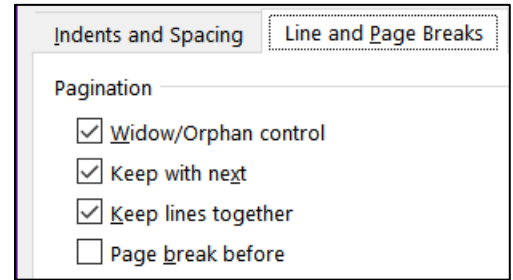 Indents and Spacing Line and Page Breaks
Pagination
Widow/Orphan control
Keep with next
Keep lines together
Page break before